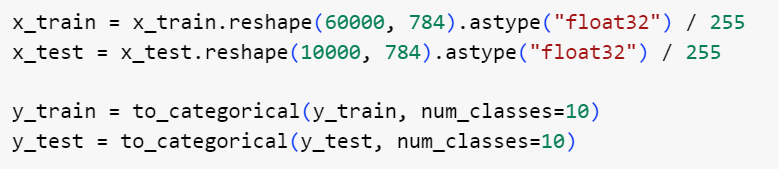 x_train = x_train.reshape(60000, 784).astype("float32") / 255
x_test = x_test.reshape(10000, 784).astype("float32") / 255
y_train = to_categorical(y_train, num_classes=10)
y_test = to_categorical(y_test, num_classes=10)